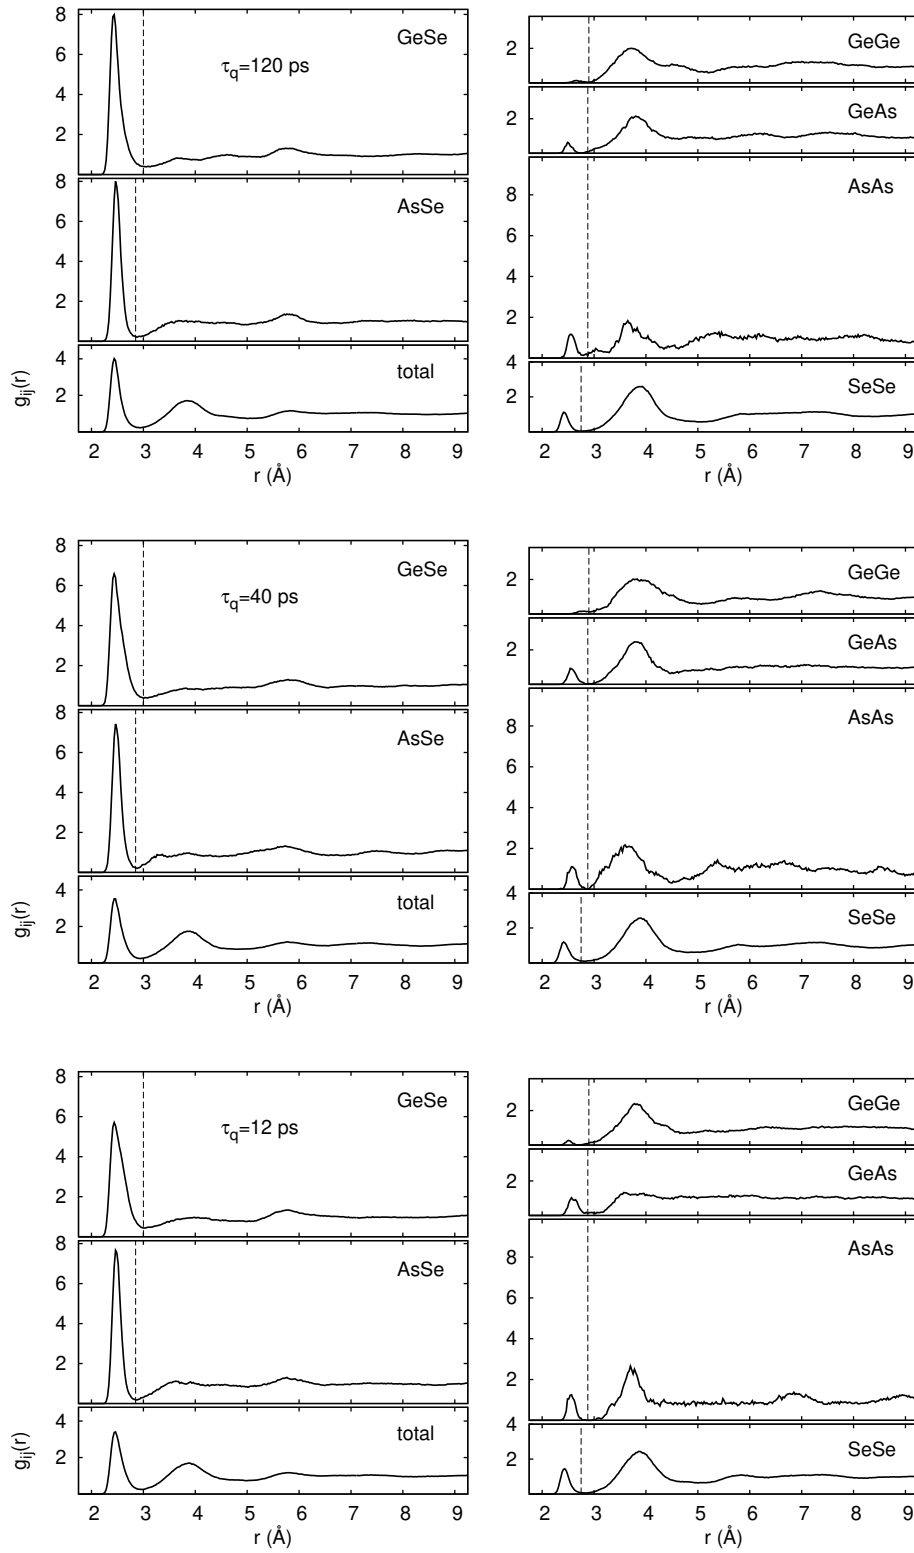 8
6
4
2
GeSe
τq=120 ps
8
6
4
2
AsSe
4
2
total
gij(r)
2 3 4 5 6 7 8 9
r (Å)
2
GeGe
2
GeAs
8
6
4
2
AsAs
4
2
SeSe
2 3 4 5 6 7 8 9
r (Å)
8
6
4
2
GeSe
τq=40 ps
8
6
4
2
AsSe
4
2
total
gij(r)
2 3 4 5 6 7 8 9
r (Å)
2
GeGe
2
GeAs
8
6
4
2
AsAs
4
2
SeSe
2 3 4 5 6 7 8 9
r (Å)
8
6
4
2
GeSe
τq=12 ps
8
6
4
2
AsSe
4
2
total
gij(r)
2 3 4 5 6 7 8 9
r (Å)
2
GeGe
2
GeAs
8
6
4
2
AsAs
4
2
SeSe
2 3 4 5 6 7 8 9
r (Å)